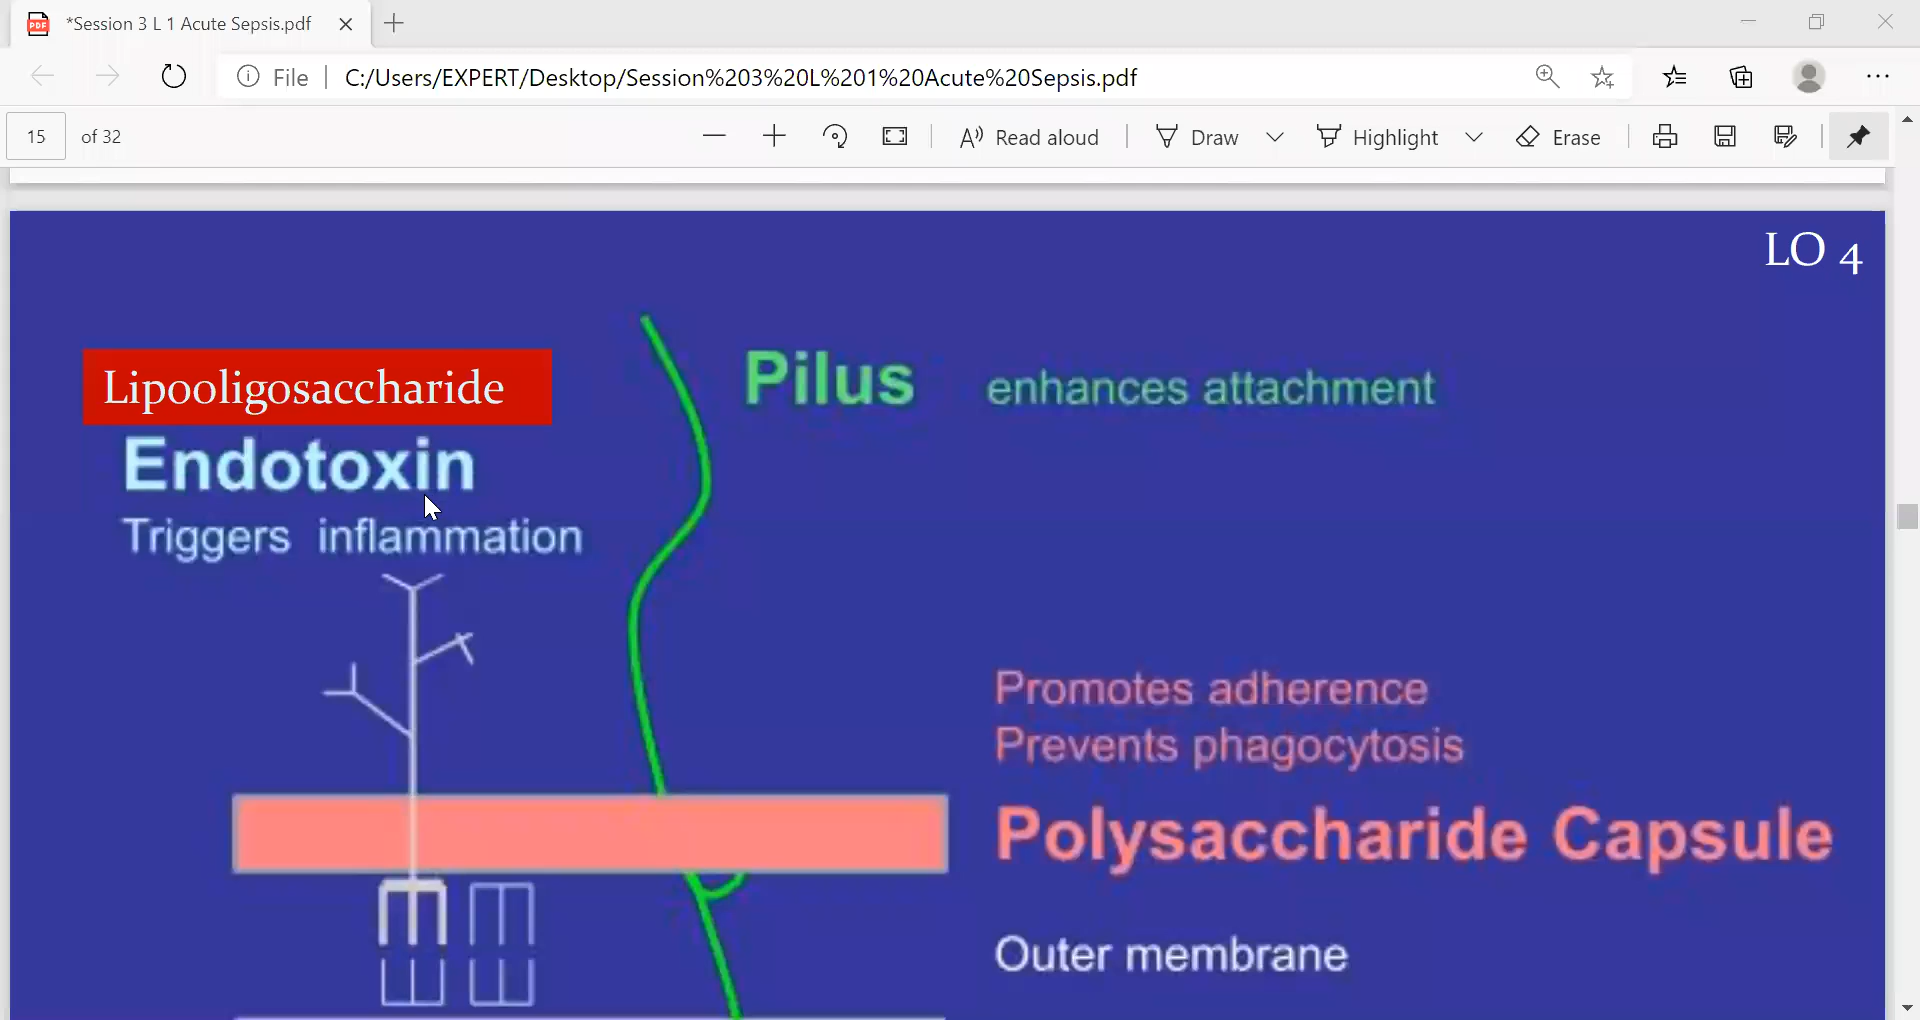 *Session 3 L 1 Acute Sepsis.pdf
File
C:/Users/EXPERT/Desktop/Session%203%20L%201%20Acute%20Sepsis.pdf
15 of 32
Read aloud
Draw
Highlight
Erase
LO 4
Lipooligosaccharide
Endotoxin
Triggers inflammation
Pilus enhances attachment
Promotes adherence
Prevents phagocytosis
Polysaccharide Capsule
Outer membrane